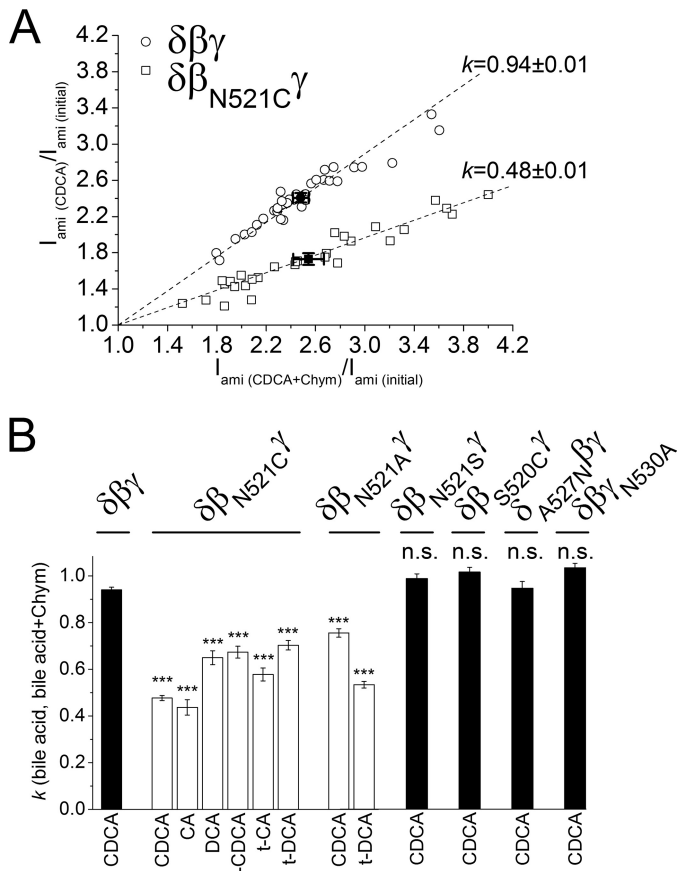 A
δβγ
δβN521Cγ
k=0.94±0.01
k=0.48±0.01
4.2
3.8
3.4
3.0
2.6
2.2
1.8
1.4
1.0
I ami (CDCA)/I ami (initial)
1.0 1.4 1.8 2.2 2.6 3.0 3.4 3.8 4.2
I ami (CDCA+Chym)/I ami (initial)
B
δβγ δβN521Cγ δβN521Aγ δβN521Sγ δβS520Cγ δA527Nβγ δβγN530A
n.s. n.s. n.s. n.s.
*** *** *** *** *** *** *** ***
1.0
0.8
0.6
0.4
0.2
0.0
k (bile acid, bile acid+Chym)
CDCA CDCA CA DCA -CDCA t-CA t-DCA CDCA t-DCA CDCA CDCA CDCA CDCA